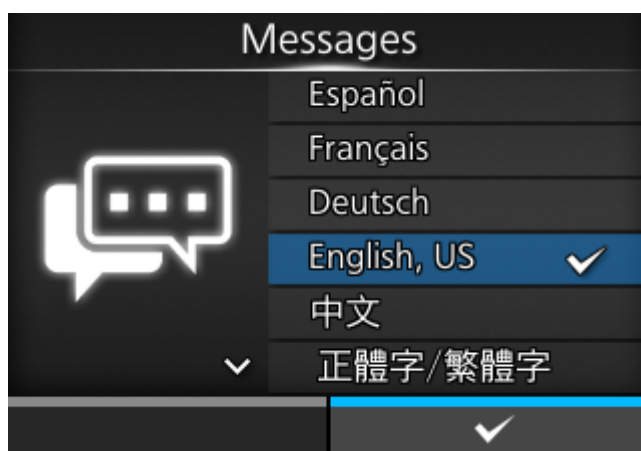 Messages
Español
Français
Deutsch
English, US
中文
正體字/繁體字